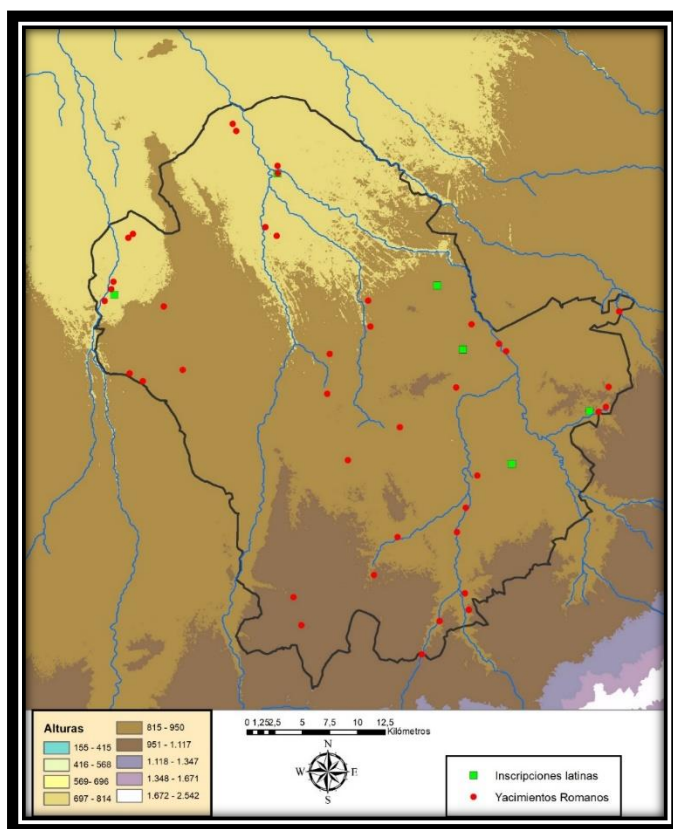 Alturas
155 - 415
416 - 568
569 - 696
697 - 814
815 - 950
951 - 1.117
1.118 - 1.347
1.348 - 1.671
1.672 - 2.542
0 1,252,5 5 7,5 10 12,5
Kilómetros
N
W E
S
Inscripciones latinas
Yacimientos Romanos